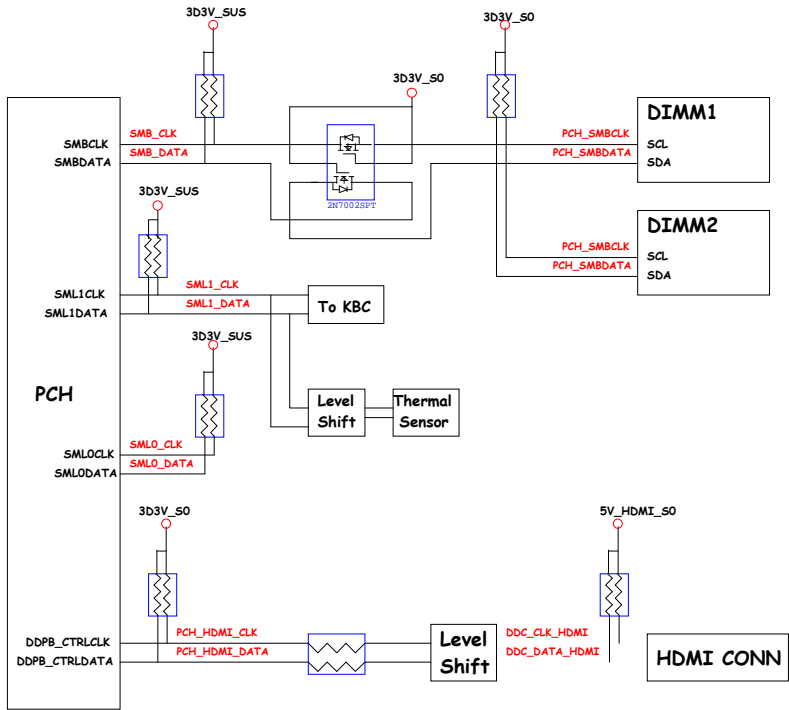 3D3V_SUS
3D3V_S0
3D3V_S0
DIMM1
SMBCLK
SMB_CLK
PCH_SMBCLK
SCL
SMBDATA
SMB_DATA
PCH_SMBDATA
SDA
2N7002SPT
3D3V_SUS
DIMM2
PCH_SMBCLK
SCL
PCH_SMBDATA
SDA
SML1CLK
SML1_CLK
SML1DATA
SML1_DATA
To KBC
3D3V_SUS
PCH
Level
Shift
Thermal
Sensor
SML0CLK
SML0_CLK
SML0DATA
SML0_DATA
3D3V_S0
5V_HDMI_S0
DDPB_CTRLCLK
PCH_HDMI_CLK
DDPB_CTRLDATA
PCH_HDMI_DATA
Level
Shift
DDC_CLK_HDMI
DDC_DATA_HDMI
HDMI CONN